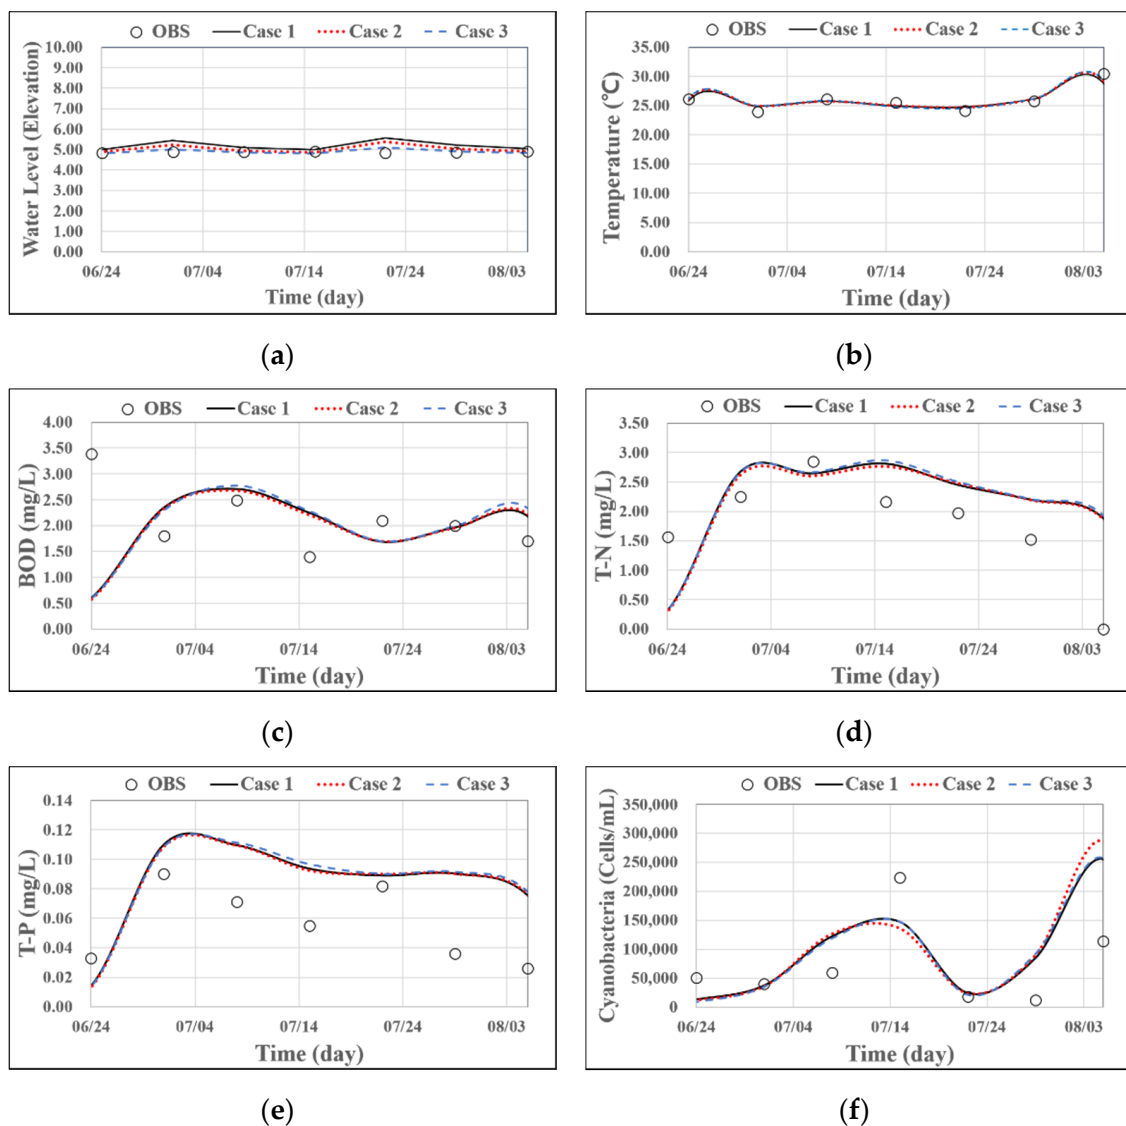 OBS Case 1 Case 2 Case 3
10.00
9.00
8.00
7.00
6.00
5.00
4.00
3.00
2.00
1.00
0.00
Water Level (Elevation)
06/24 07/04 07/14 07/24 08/03
Time (day)
(a)
OBS Case 1 Case 2 Case 3
35.00
30.00
25.00
20.00
15.00
10.00
5.00
0.00
Temperature (℃)
06/24 07/04 07/14 07/24 08/03
Time (day)
(b)
OBS Case 1 Case 2 Case 3
4.00
3.50
3.00
2.50
2.00
1.50
1.00
0.50
0.00
BOD (mg/L)
06/24 07/04 07/14 07/24 08/03
Time (day)
(c)
OBS Case 1 Case 2 Case 3
3.50
3.00
2.50
2.00
1.50
1.00
0.50
0.00
T-N (mg/L)
06/24 07/04 07/14 07/24 08/03
Time (day)
(d)
OBS Case 1 Case 2 Case 3
0.14
0.12
0.10
0.08
0.06
0.04
0.02
0.00
T-P (mg/L)
06/24 07/04 07/14 07/24 08/03
Time (day)
(e)
OBS Case 1 Case 2 Case 3
350,000
300,000
250,000
200,000
150,000
100,000
50,000
0
Cyanobacteria (Cells/mL)
06/24 07/04 07/14 07/24 08/03
Time (day)
(f)